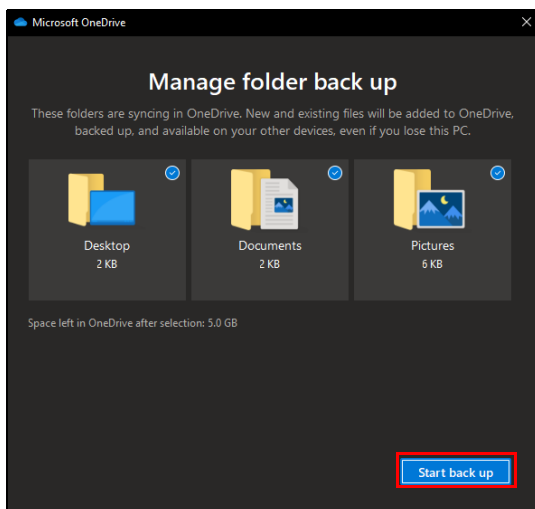 Microsoft OneDrive
Manage folder back up
These folders are syncing in OneDrive. New and existing files will be added to OneDrive,
backed up, and available on your other devices, even if you lose this PC.
Desktop
2 KB
Documents
2 KB
Pictures
6 KB
Space left in OneDrive after selection: 5.0 GB
Start back up